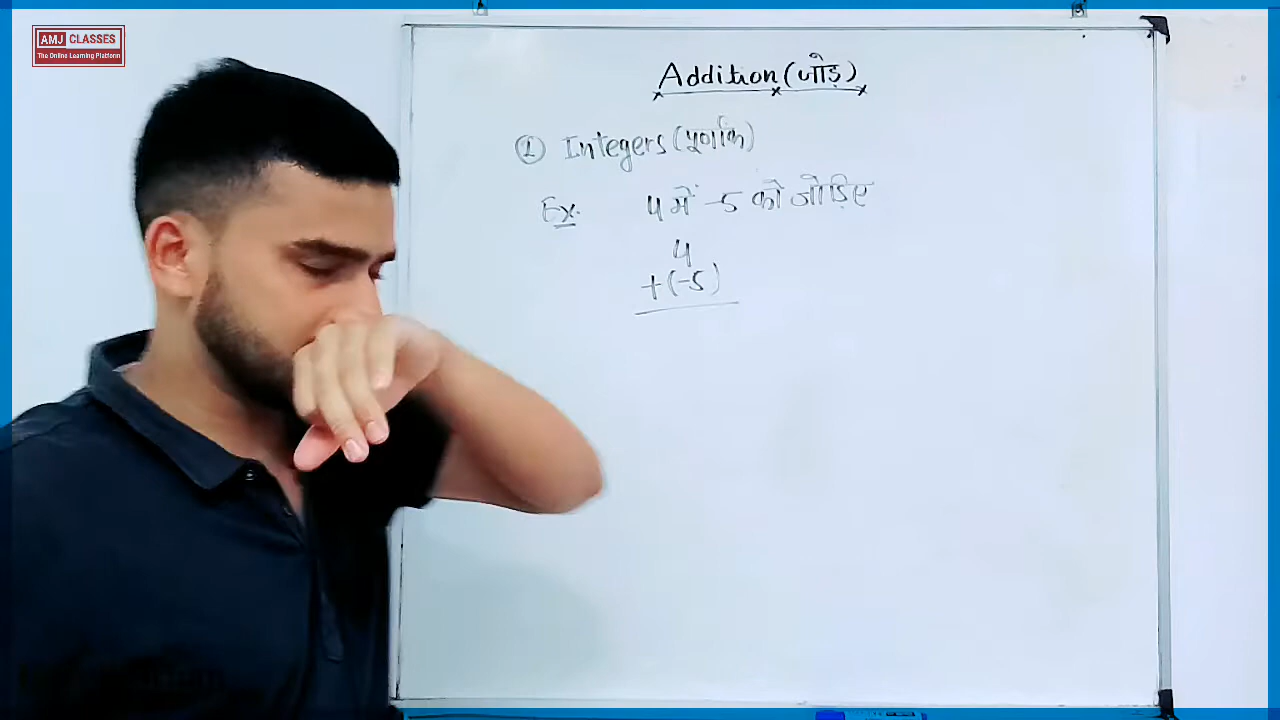 AMJ CLASSES
The Online Learning Platform
Addition (जोड़)
① Integers (पूर्णांक)
Ex. 4 में -5 को जोड़िए
4
+(-5)